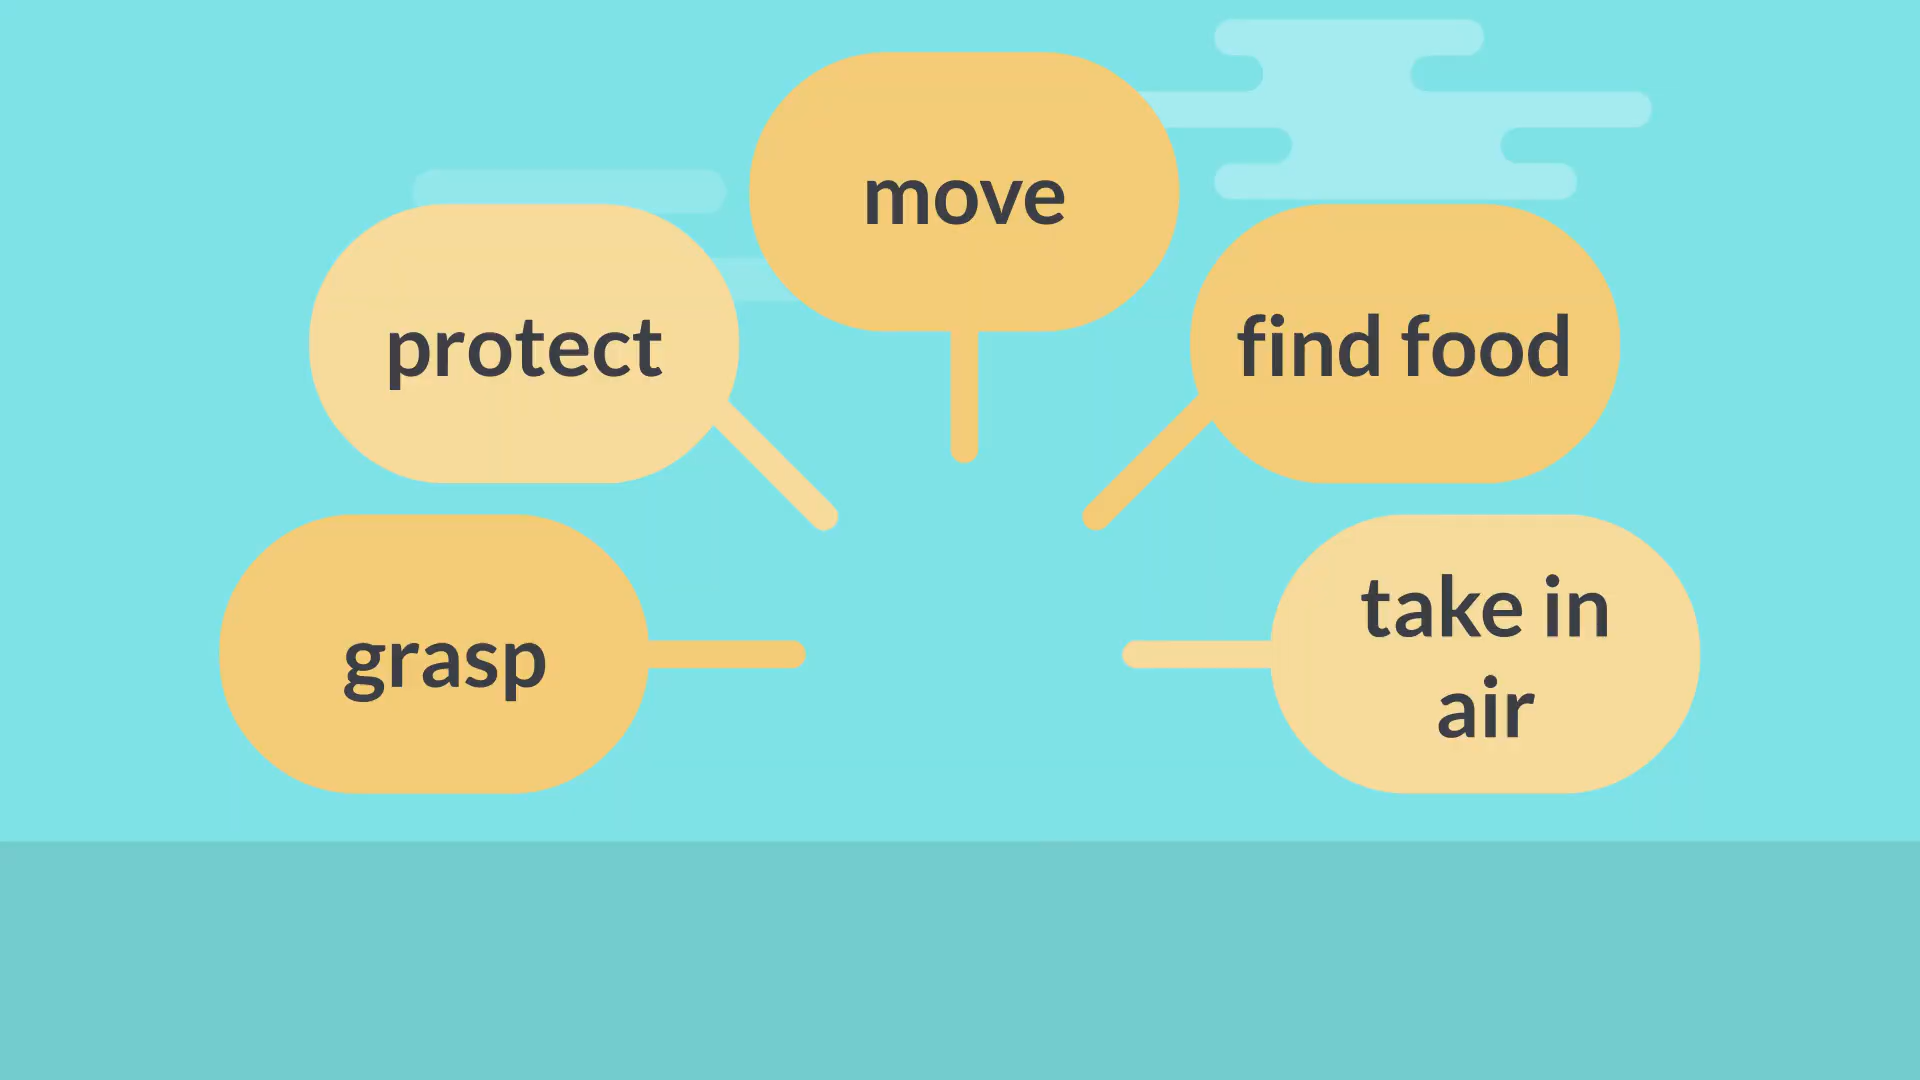 move
protect
find food
grasp
take in
air